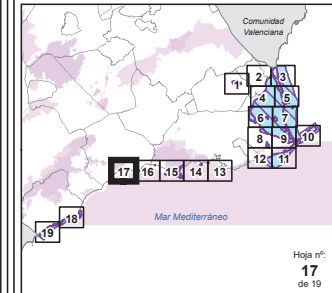 Comunidad
Valenciana
1 2 3
4 5
6 7
8 9 10
12 11
17 16 15 14 13
18
19
Mar Mediterráneo
Hoja nº:
17
de 19